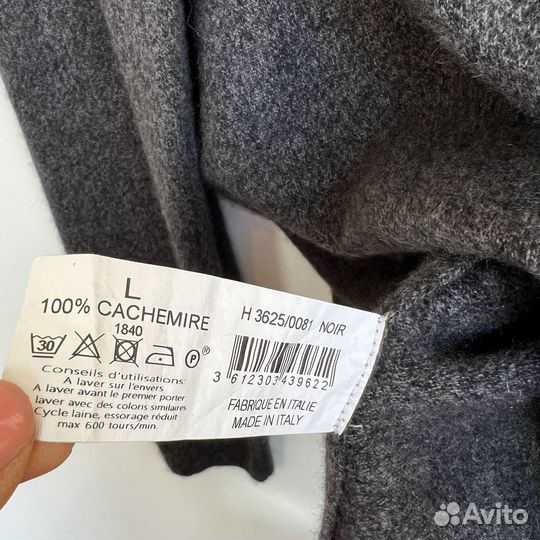 L
100% CACHEMIRE
1840
30
P
Conseils d'utilisations:
A laver sur l'envers
A laver avant le premier porter
laver avec des coloris similaires
Cycle laine, essorage réduit
max 600 tours/min.
H 3625/0081 NOIR
3 612303 439622
FABRIQUE EN ITALIE
MADE IN ITALY
Avito